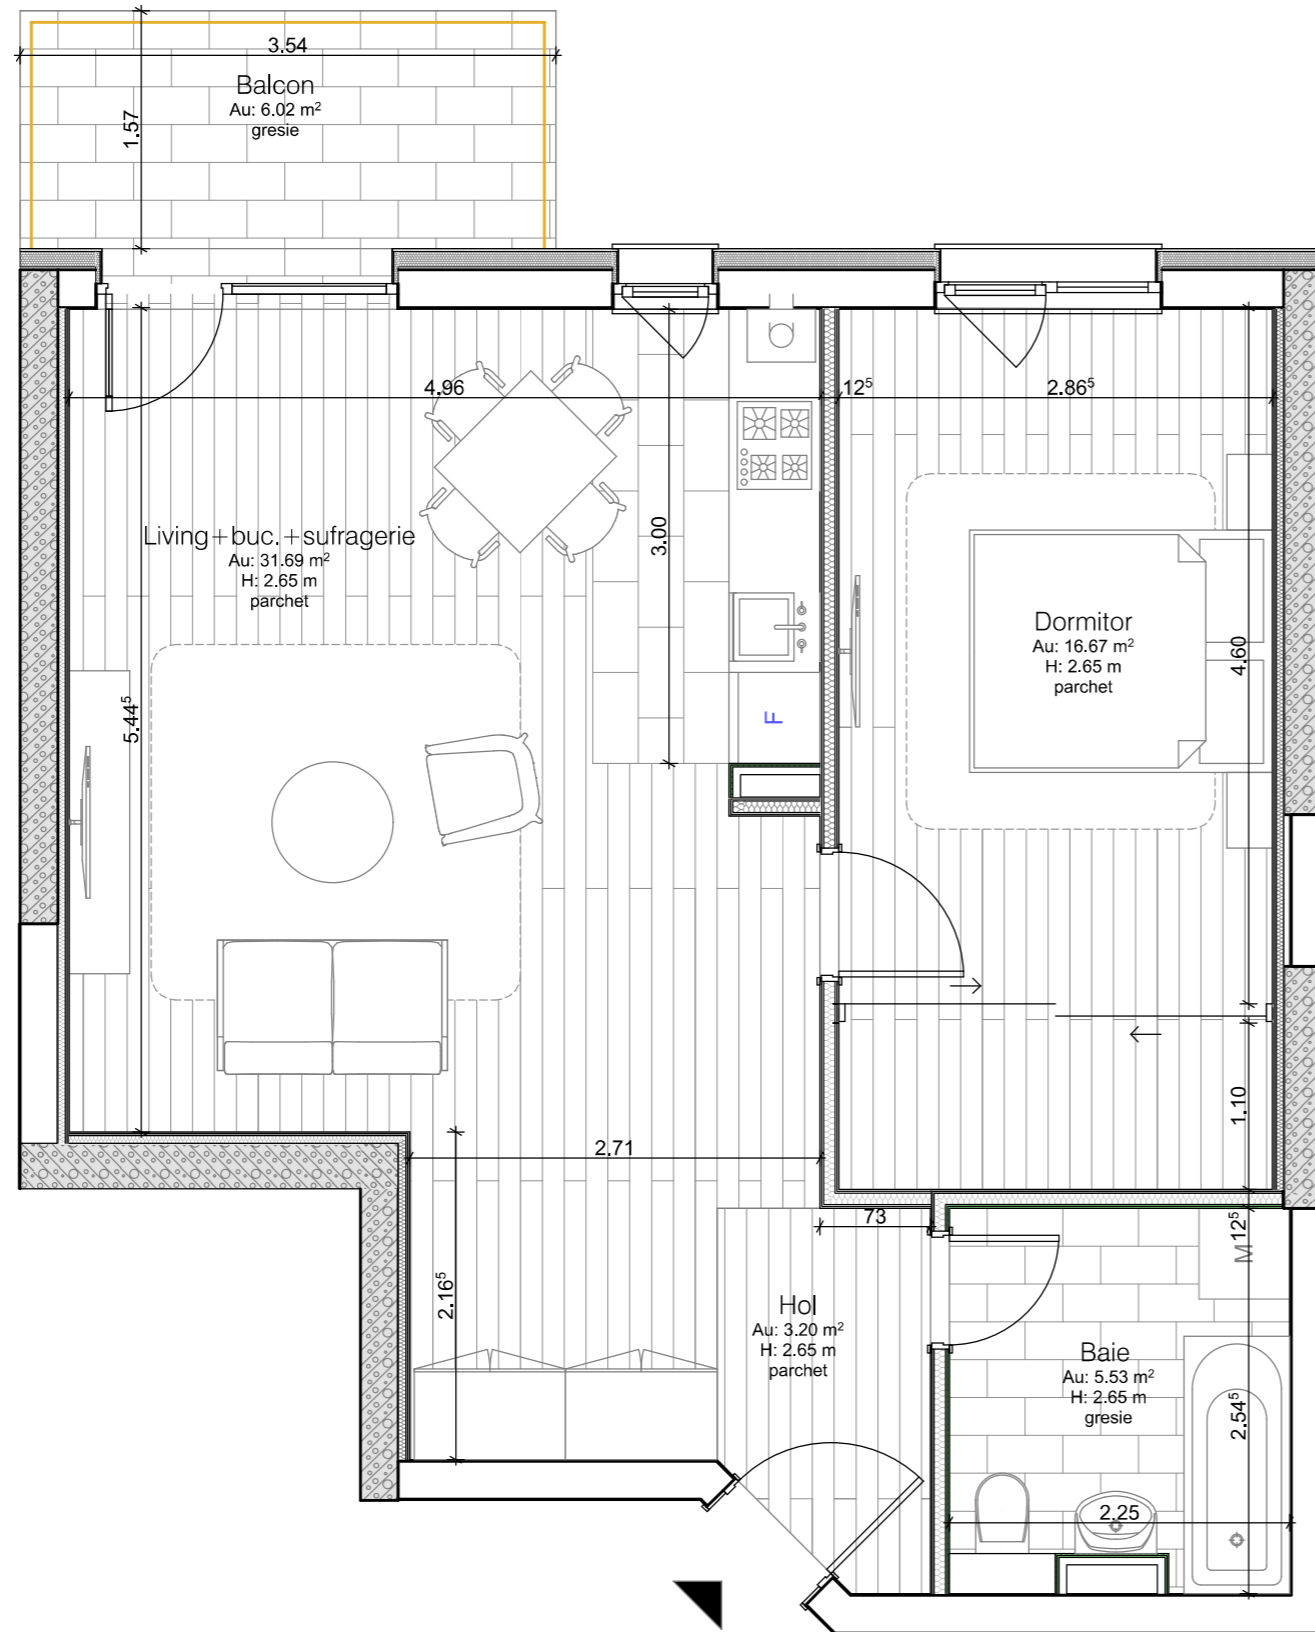 3.54
Balcon
Au: 6.02 m²
gresie
1.57
4.96
12⁵
2.86⁵
3.00
Living+buc.+sufragerie
Au: 31.69 m²
H: 2.65 m
parchet
Dormitor
Au: 16.67 m²
H: 2.65 m
parchet
4.60
5.44⁵
F
1.10
2.71
73
12⁵
M
2.16⁵
Hol
Au: 3.20 m²
H: 2.65 m
parchet
Baie
Au: 5.53 m²
H: 2.65 m
gresie
2.54⁵
2.25